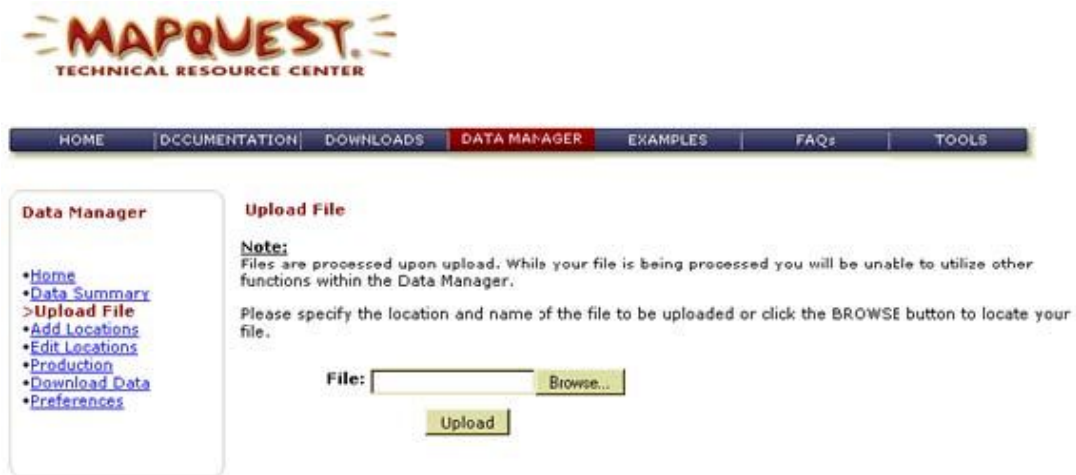 MAPQUEST.
TECHNICAL RESOURCE CENTER
HOME | DOCUMENTATION | DOWNLOADS | DATA MANAGER EXAMPLES | FAQs | TOOLS
Data Manager
•Home
•Data Summary
>Upload File
•Add Locations
•Edit Locations
•Production
•Download Data
•Preferences
Upload File
Note:
Files are processed upon upload. While your file is being processed you will be unable to utilize other
functions within the Data Manager.
Please specify the location and name of the file to be uploaded or click the BROWSE button to locate your
file.
File: Browse...
Upload